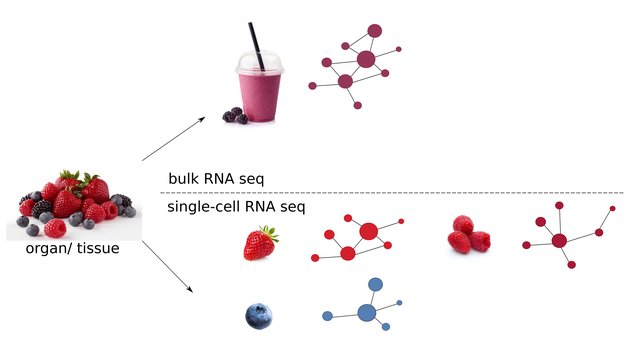 bulk RNA seq
single-cell RNA seq
organ/ tissue